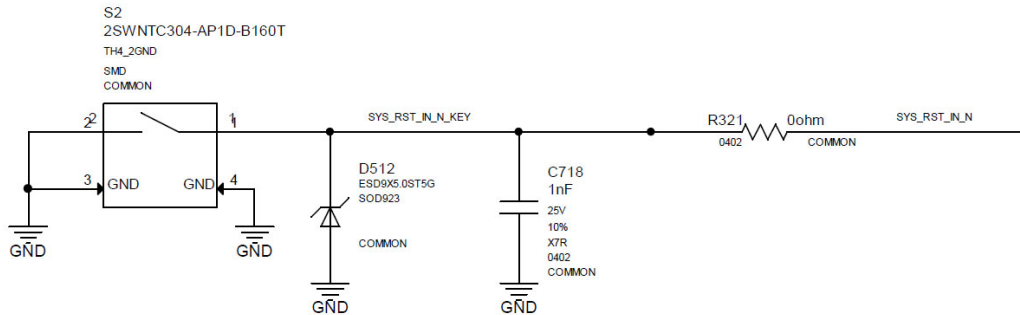 S2
2SWNTC304-AP1D-B160T
TH4_2GND
SMD
COMMON
2
2
1
1
SYS_RST_IN_N_KEY
R321
0ohm
SYS_RST_IN_N
0402
COMMON
3
GND
GND
4
D512
ESD9X5.0ST5G
SOD923
COMMON
C718
1nF
25V
10%
X7R
0402
COMMON
GND
GND
GND
GND